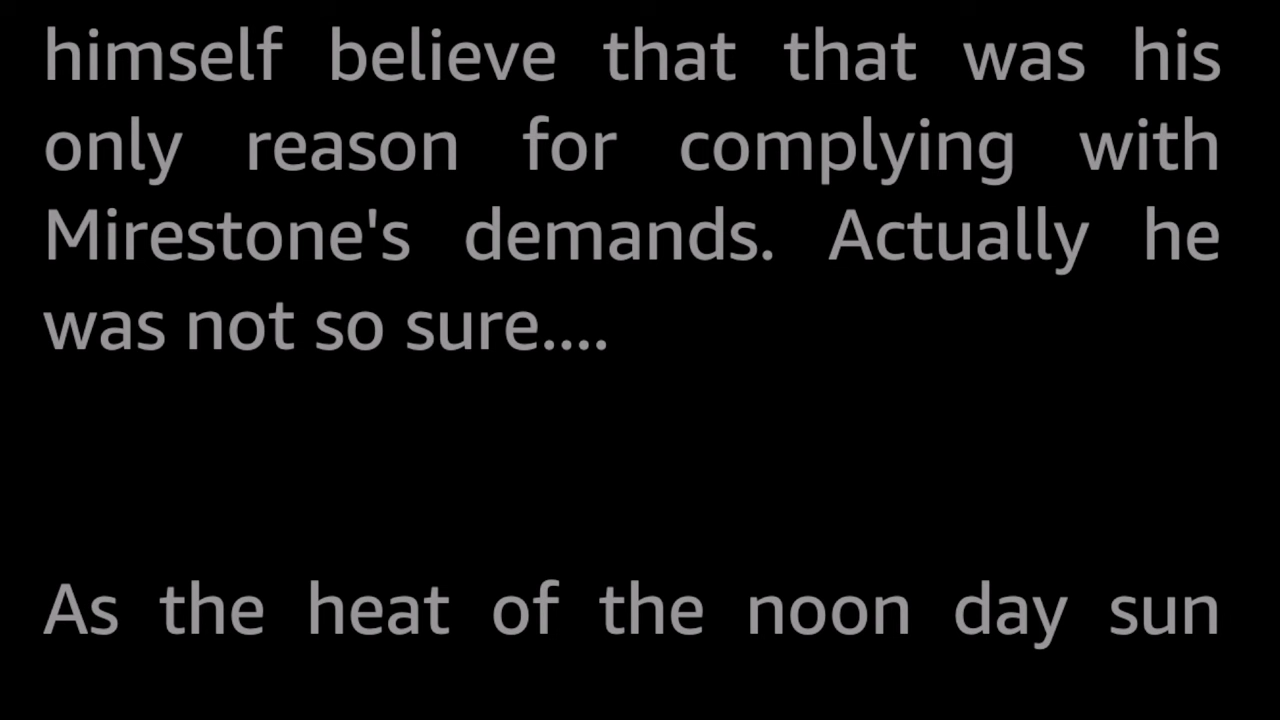 himself believe that that was his
only reason for complying with
Mirestone's demands. Actually he
was not so sure....
As the heat of the noon day sun